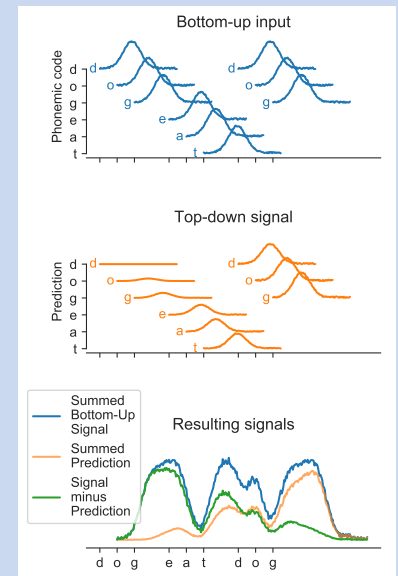 Bottom-up input
Phonemic code
d
o
g
e
a
t
d
o
g
e
a
t
d
o
g
Top-down signal
Prediction
d
o
g
e
a
t
d
o
g
e
a
t
d
o
g
Summed
Bottom-Up
Signal
Summed
Prediction
Signal
minus
Prediction
Resulting signals
d o g e a t d o g